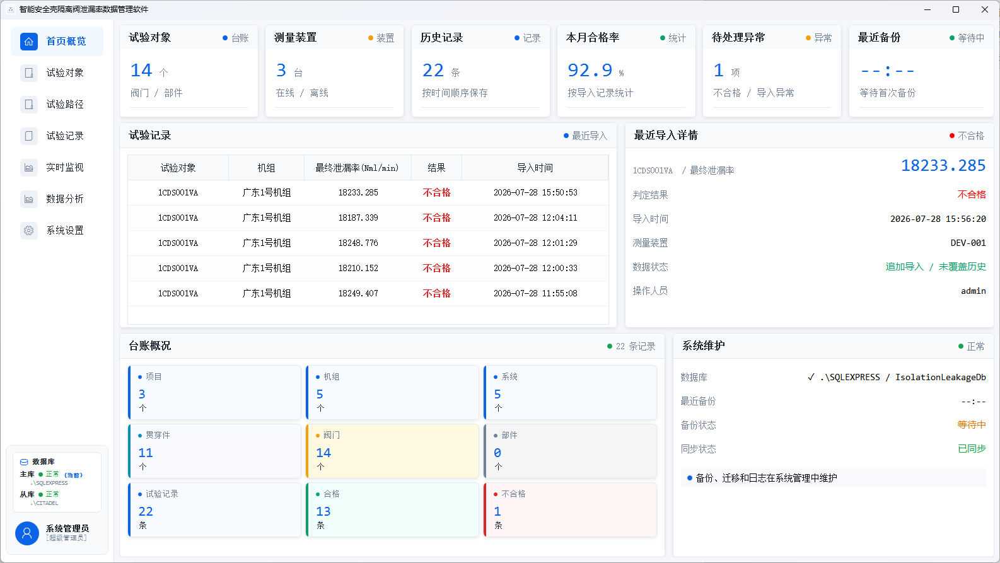 智能安全壳隔离阀泄漏率数据管理软件
首页概览
试验对象
试验路径
试验记录
实时监视
数据分析
系统设置
数据库
主库 正常 (当前)
.\SQLEXPRESS
从库 正常
.\CITADEL
系统管理员
[超级管理员]
试验对象 台账
14 个
阀门 / 部件
测量装置 装置
3 台
在线 / 离线
历史记录 记录
22 条
按时间顺序保存
本月合格率 统计
92.9 %
按导入记录统计
待处理异常 异常
1 项
不合格 / 导入异常
最近备份 等待中
--:--
等待首次备份
试验记录 最近导入
试验对象 机组 最终泄漏率(Nml/min) 结果 导入时间
1CDS001VA 广东1号机组 18233.285 不合格 2026-07-28 15:50:53
1CDS001VA 广东1号机组 18187.339 不合格 2026-07-28 12:04:11
1CDS001VA 广东1号机组 18248.776 不合格 2026-07-28 12:01:29
1CDS001VA 广东1号机组 18210.152 不合格 2026-07-28 12:00:33
1CDS001VA 广东1号机组 18249.407 不合格 2026-07-28 11:55:08
最近导入详情 不合格
1CDS001VA / 最终泄漏率 18233.285
判定结果 不合格
导入时间 2026-07-28 15:56:20
测量装置 DEV-001
数据状态 追加导入 / 未覆盖历史
操作人员 admin
台账概况 22 条记录
项目
3
个
机组
5
个
系统
5
个
贯穿件
11
个
阀门
14
个
部件
0
个
试验记录
22
条
合格
13
条
不合格
1
条
系统维护 正常
数据库 ✓ .\SQLEXPRESS / IsolationLeakageDb
最近备份 --:--
备份状态 等待中
同步状态 已同步
备份、迁移和日志在系统管理中维护